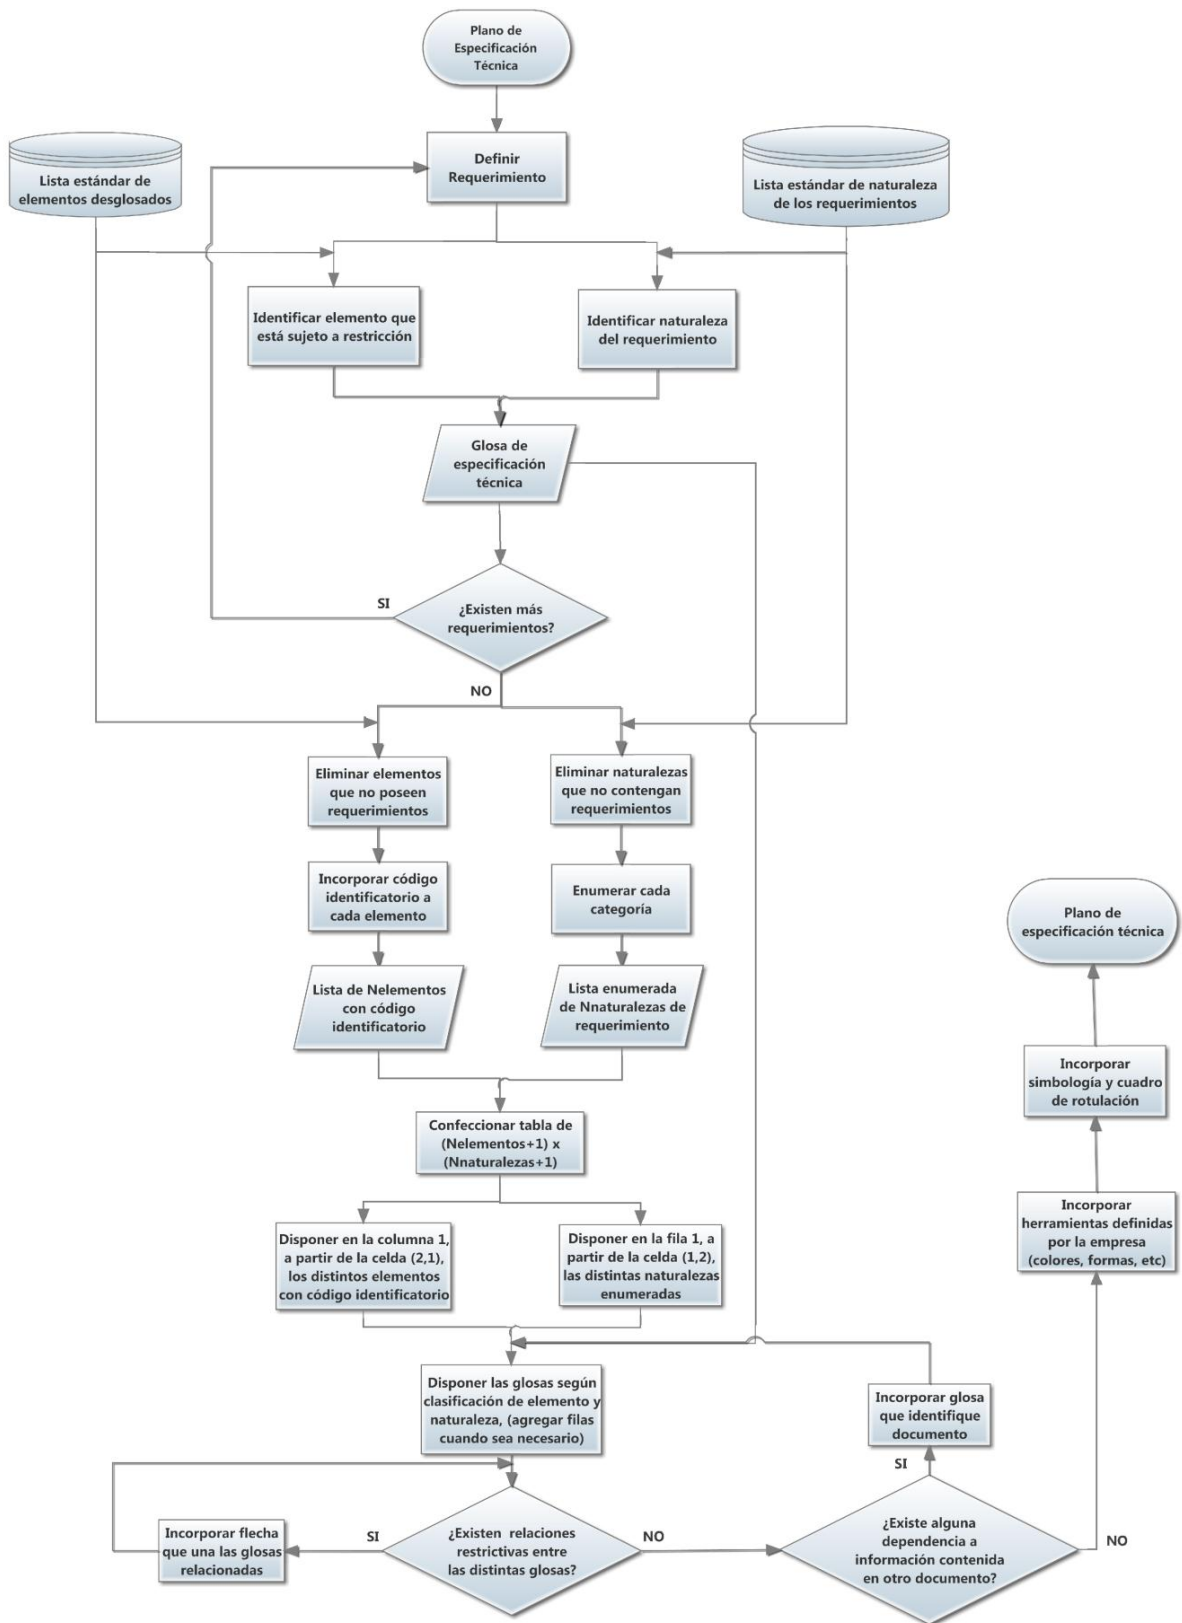 Plano de
Especificación
Técnica
Definir
Requerimiento
Lista estándar de
elementos desglosados
Lista estándar de naturaleza
de los requerimientos
Identificar elemento que
está sujeto a restricción
Identificar naturaleza
del requerimiento
Glosa de
especificación
técnica
¿Existen más
requerimientos?
SI
NO
Eliminar elementos
que no poseen
requerimientos
Eliminar naturalezas
que no contengan
requerimientos
Incorporar código
identificatorio a
cada elemento
Enumerar cada
categoría
Lista de Nelementos
con código
identificatorio
Lista enumerada
de Nnaturalezas de
requerimiento
Confeccionar tabla de
(Nelementos+1) x
(Nnaturalezas+1)
Disponer en la columna 1,
a partir de la celda (2,1),
los distintos elementos
con código identificatorio
Disponer en la fila 1, a
partir de la celda (1,2),
las distintas naturalezas
enumeradas
Disponer las glosas según
clasificación de elemento y
naturaleza, (agregar filas
cuando sea necesario)
¿Existen relaciones
restrictivas entre
las distintas glosas?
SI
Incorporar flecha
que una las glosas
relacionadas
NO
¿Existe alguna
dependencia a
información contenida
en otro documento?
SI
Incorporar glosa
que identifique
documento
NO
Incorporar
herramientas definidas
por la empresa
(colores, formas, etc)
Incorporar
simbología y cuadro
de rotulación
Plano de
especificación técnica